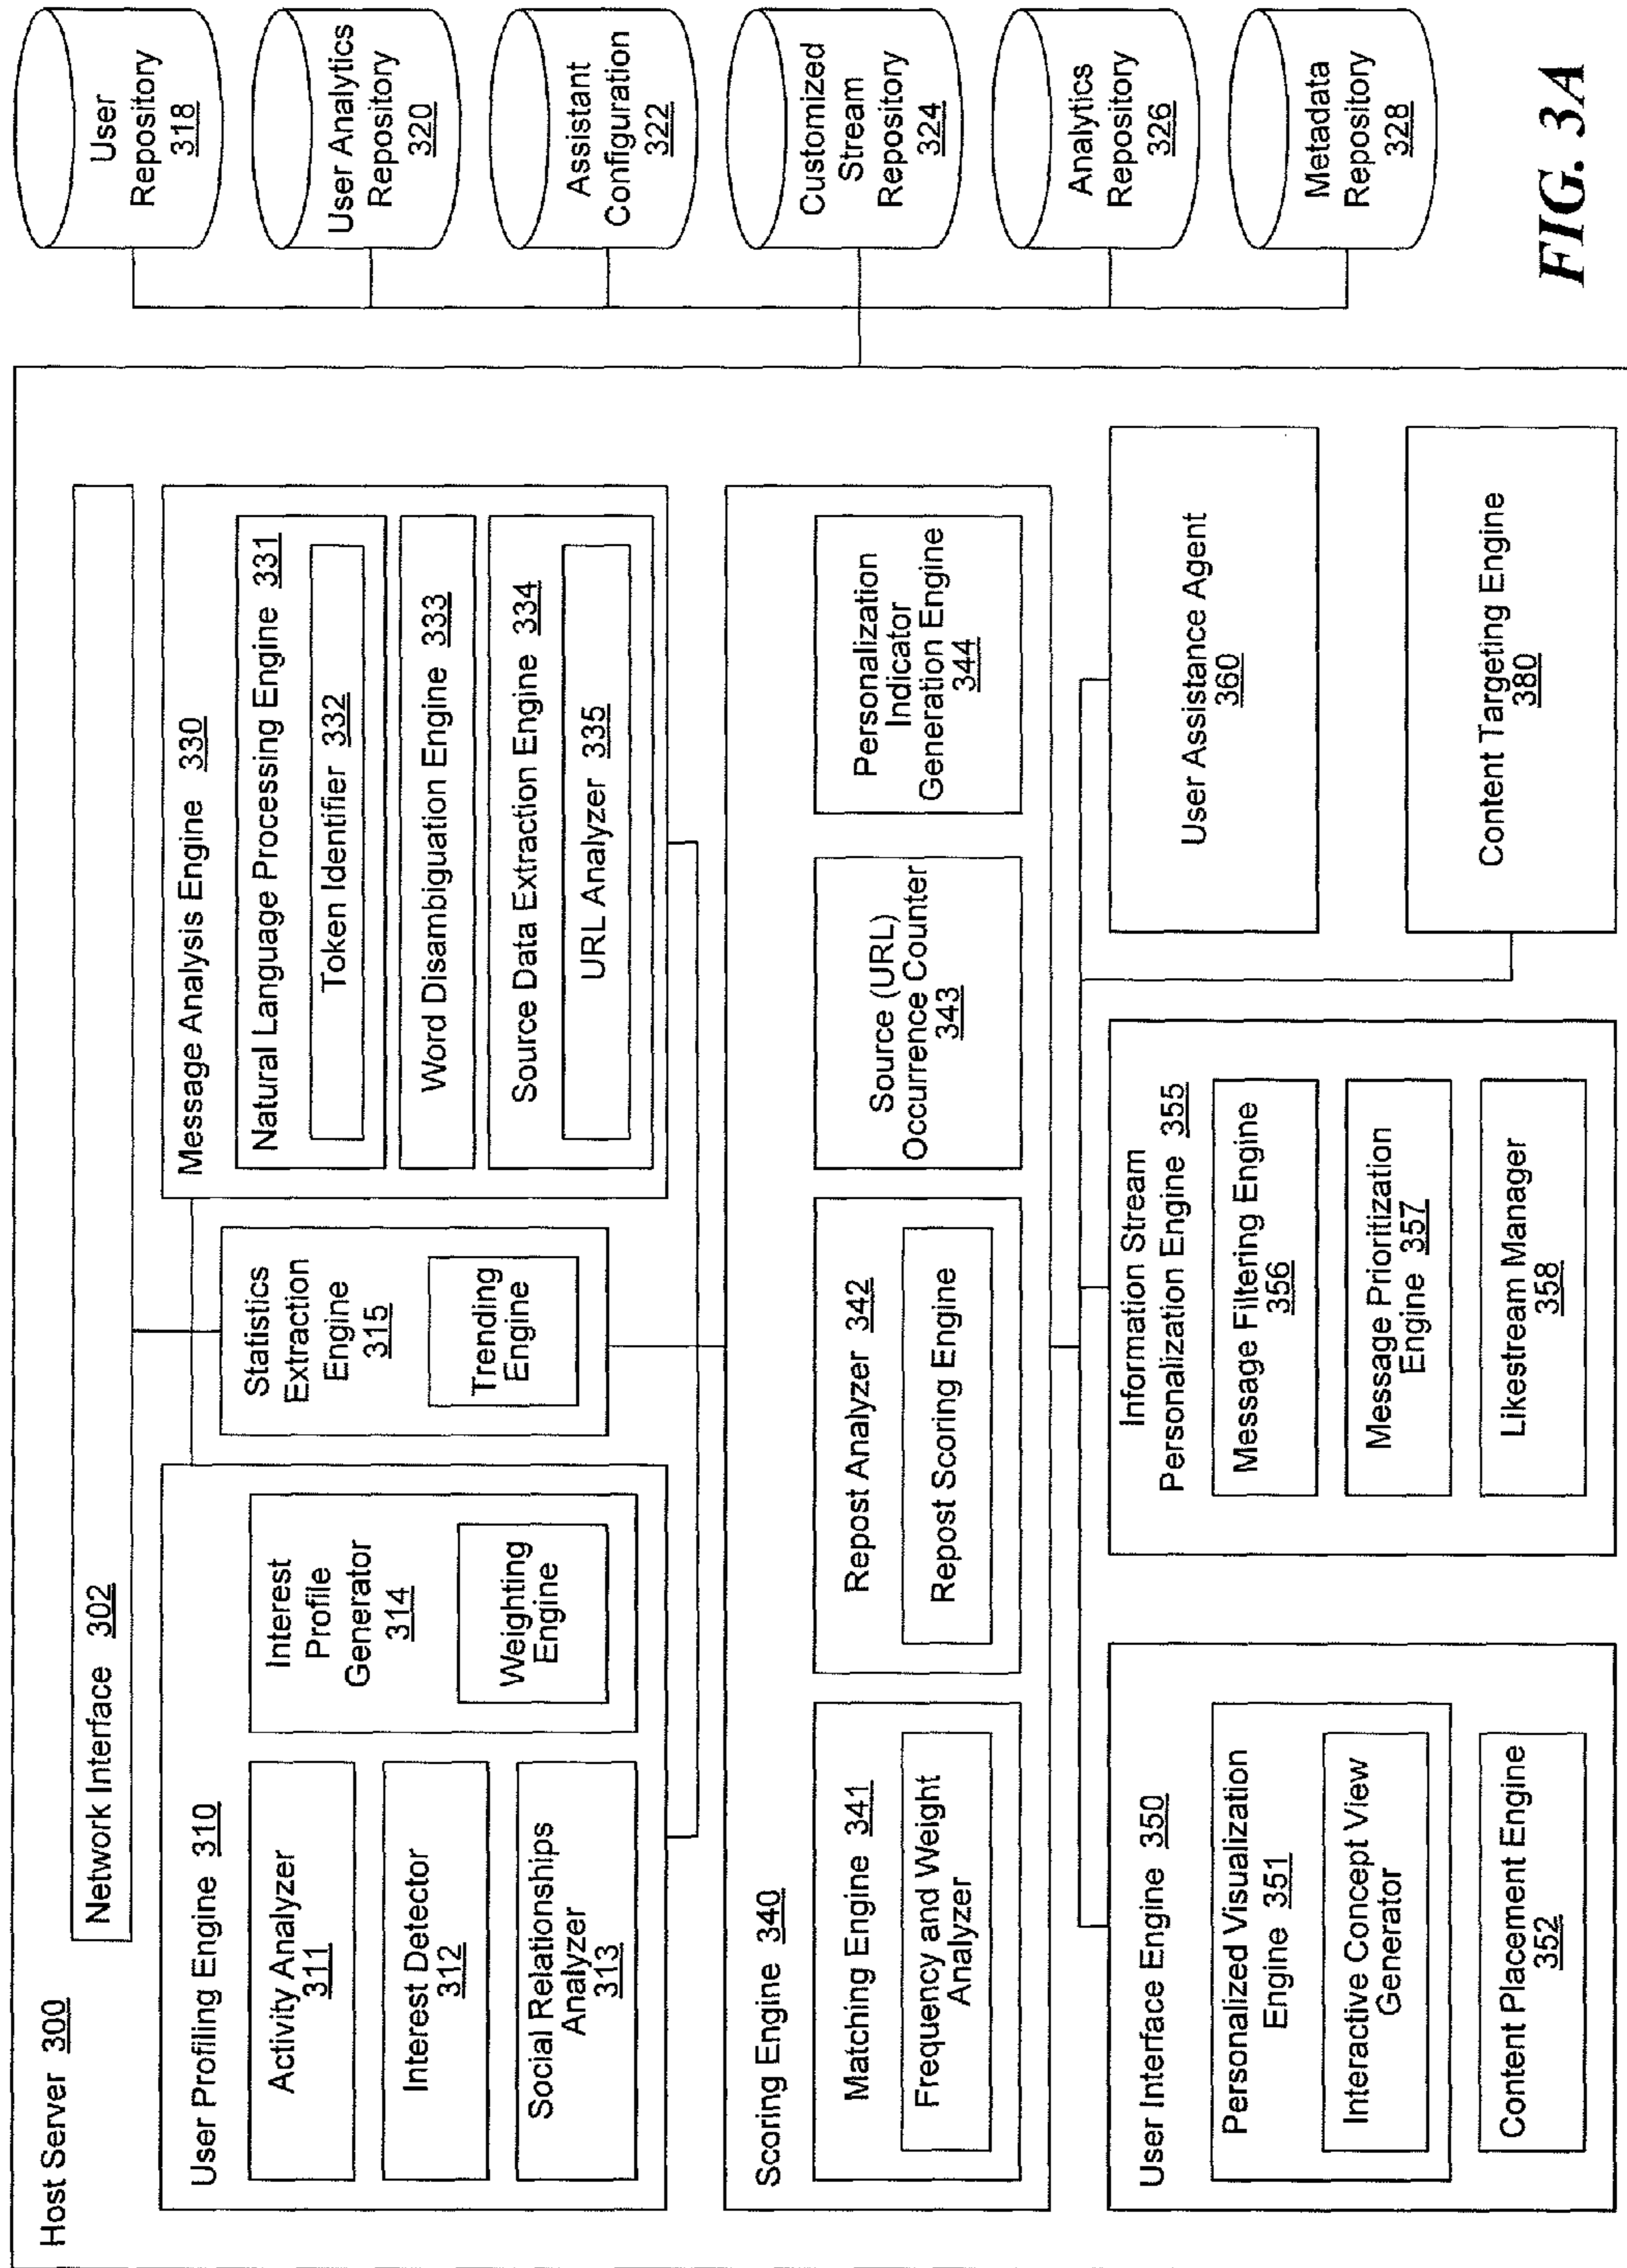 Host Server 300
Network Interface 302
User Profiling Engine 310
Activity Analyzer
311
Interest Detector
312
Social Relationships
Analyzer
313
Interest
Profile
Generator
314
Weighting
Engine
Statistics
Extraction
Engine
315
Trending
Engine
Message Analysis Engine 330
Natural Language Processing Engine 331
Token Identifier 332
Word Disambiguation Engine 333
Source Data Extraction Engine 334
URL Analyzer 335
Scoring Engine 340
Matching Engine 341
Frequency and Weight
Analyzer
Repost Analyzer 342
Repost Scoring Engine
Source (URL)
Occurrence Counter
343
Personalization
Indicator
Generation Engine
344
User Interface Engine 350
Personalized Visualization
Engine 351
Interactive Concept View
Generator
Content Placement Engine
352
Information Stream
Personalization Engine 355
Message Filtering Engine
356
Message Prioritization
Engine 357
Likestream Manager
358
User Assistance Agent
360
Content Targeting Engine
380
User
Repository
318
User Analytics
Repository
320
Assistant
Configuration
322
Customized
Stream
Repository
324
Analytics
Repository
326
Metadata
Repository
328
FIG. 3A